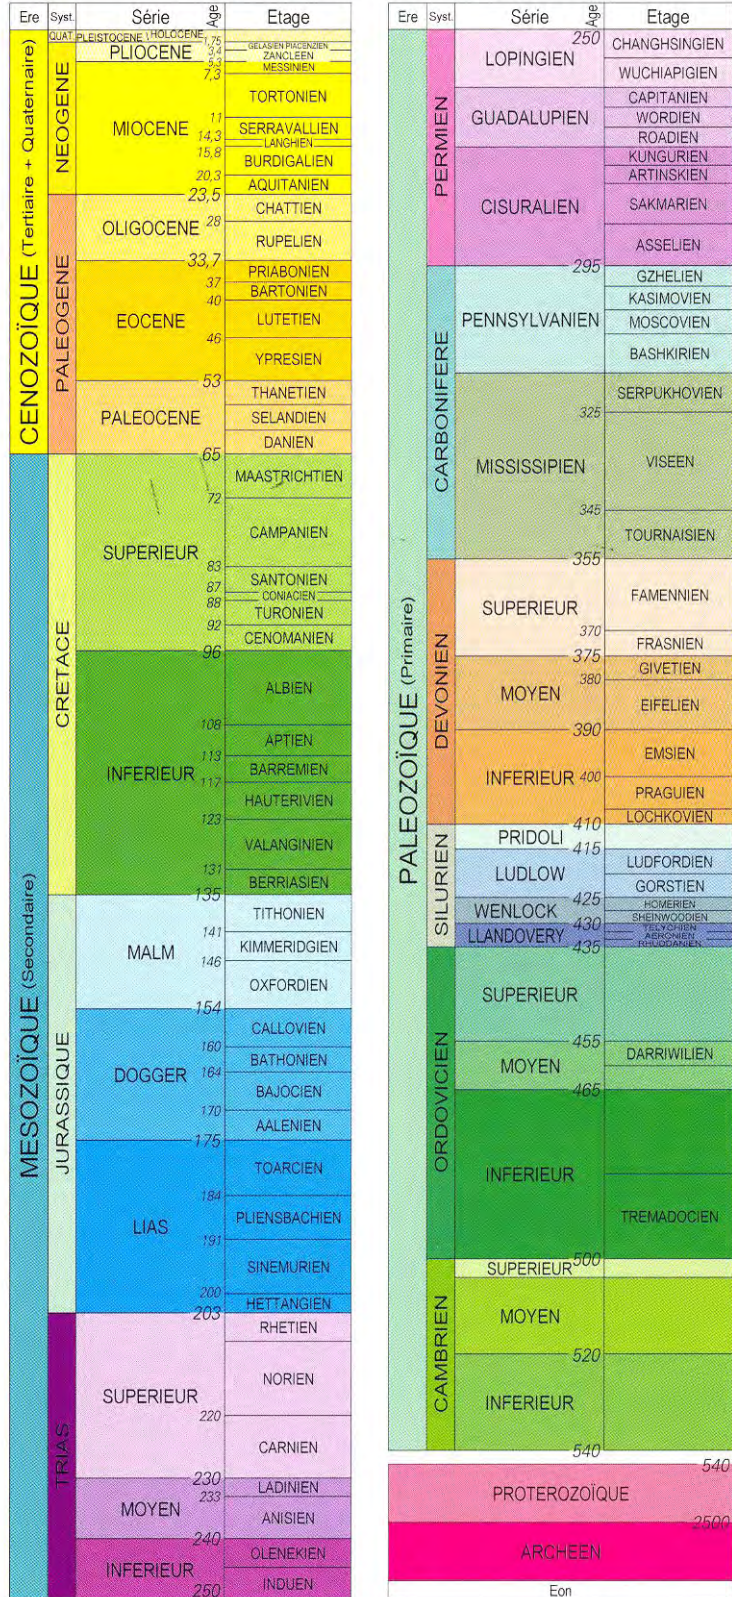 Ere Syst. Série Age Etage
CENOZOÏQUE (Tertiaire + Quaternaire)
QUAT. PLEISTOCENE HOLOCENE
1,75
NEOGENE
PLIOCENE
GELASIEN PIACENZIEN
3,4
ZANCLEEN
5,3
MESSINIEN
7,3
MIOCENE
TORTONIEN
11
SERRAVALLIEN
14,3
LANGHIEN
15,8
BURDIGALIEN
20,3
AQUITANIEN
23,5
PALEOGENE
OLIGOCENE
CHATTIEN
28
RUPELIEN
33,7
EOCENE
PRIABONIEN
37
BARTONIEN
40
LUTETIEN
46
YPRESIEN
53
PALEOCENE
THANETIEN
SELANDIEN
DANIEN
65
MESOZOÏQUE (Secondaire)
CRETACE
SUPERIEUR
MAASTRICHTIEN
72
CAMPANIEN
83
SANTONIEN
87
CONIACIEN
88
TURONIEN
92
CENOMANIEN
96
INFERIEUR
ALBIEN
108
APTIEN
113
BARREMIEN
117
HAUTERIVIEN
123
VALANGINIEN
131
BERRIASIEN
135
JURASSIQUE
MALM
TITHONIEN
141
KIMMERIDGIEN
146
OXFORDIEN
154
DOGGER
CALLOVIEN
160
BATHONIEN
164
BAJOCIEN
170
AALENIEN
175
LIAS
TOARCIEN
184
PLIENSBACHIEN
191
SINEMURIEN
200
HETTANGIEN
203
TRIAS
SUPERIEUR
RHETIEN
NORIEN
220
CARNIEN
230
MOYEN
LADINIEN
233
ANISIEN
240
INFERIEUR
OLENEKIEN
INDUEN
250
Ere Syst. Série Age Etage
250
PALEOZOÏQUE (Primaire)
PERMIEN
LOPINGIEN
CHANGHSINGIEN
WUCHIAPIGIEN
GUADALUPIEN
CAPITANIEN
WORDIEN
ROADIEN
CISURALIEN
KUNGURIEN
ARTINSKIEN
SAKMARIEN
ASSELIEN
295
CARBONIFERE
PENNSYLVANIEN
GZHELIEN
KASIMOVIEN
MOSCOVIEN
BASHKIRIEN
MISSISSIPIEN
SERPUKHOVIEN
325
VISEEN
345
TOURNAISIEN
355
DEVONIEN
SUPERIEUR
FAMENNIEN
370
FRASNIEN
375
MOYEN
GIVETIEN
380
EIFELIEN
390
INFERIEUR
EMSIEN
400
PRAGUIEN
LOCHKOVIEN
410
SILURIEN
PRIDOLI
415
LUDLOW
LUDFORDIEN
GORSTIEN
425
WENLOCK
HOMERIEN
SHEINWOODIEN
430
LLANDOVERY
TELYCHIEN
AERONIEN
RHUDDANIEN
435
ORDOVICIEN
SUPERIEUR
455
MOYEN
DARRIWILIEN
465
INFERIEUR
TREMADOCIEN
500
CAMBRIEN
SUPERIEUR
MOYEN
520
INFERIEUR
540
540
PROTEROZOÏQUE
2500
ARCHEEN
Eon